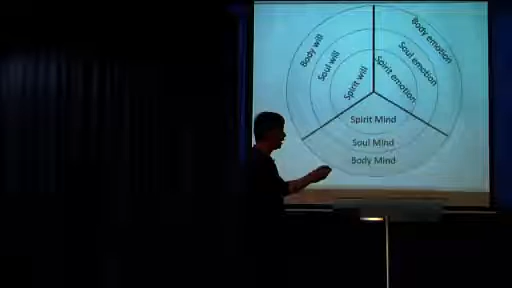 Body will
Soul will
Spirit will
Body emotion
Soul emotion
Spirit emotion
Spirit Mind
Soul Mind
Body Mind